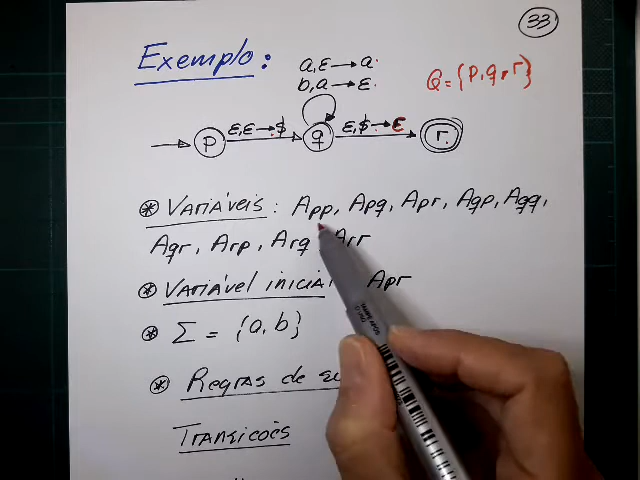 33
Exemplo:
a, ε → a
b, a → ε
Q = {p, q, r}
p ε, ε → $ q ε, $ → ε r
⊛ Variáveis: App, Apq, Apr, Aqp, Aqq,
Aqr, Arp, Arq, Arr
⊛ Variável inicial Apr
⊛ Σ = {a, b}
⊛ Regras de
Transições